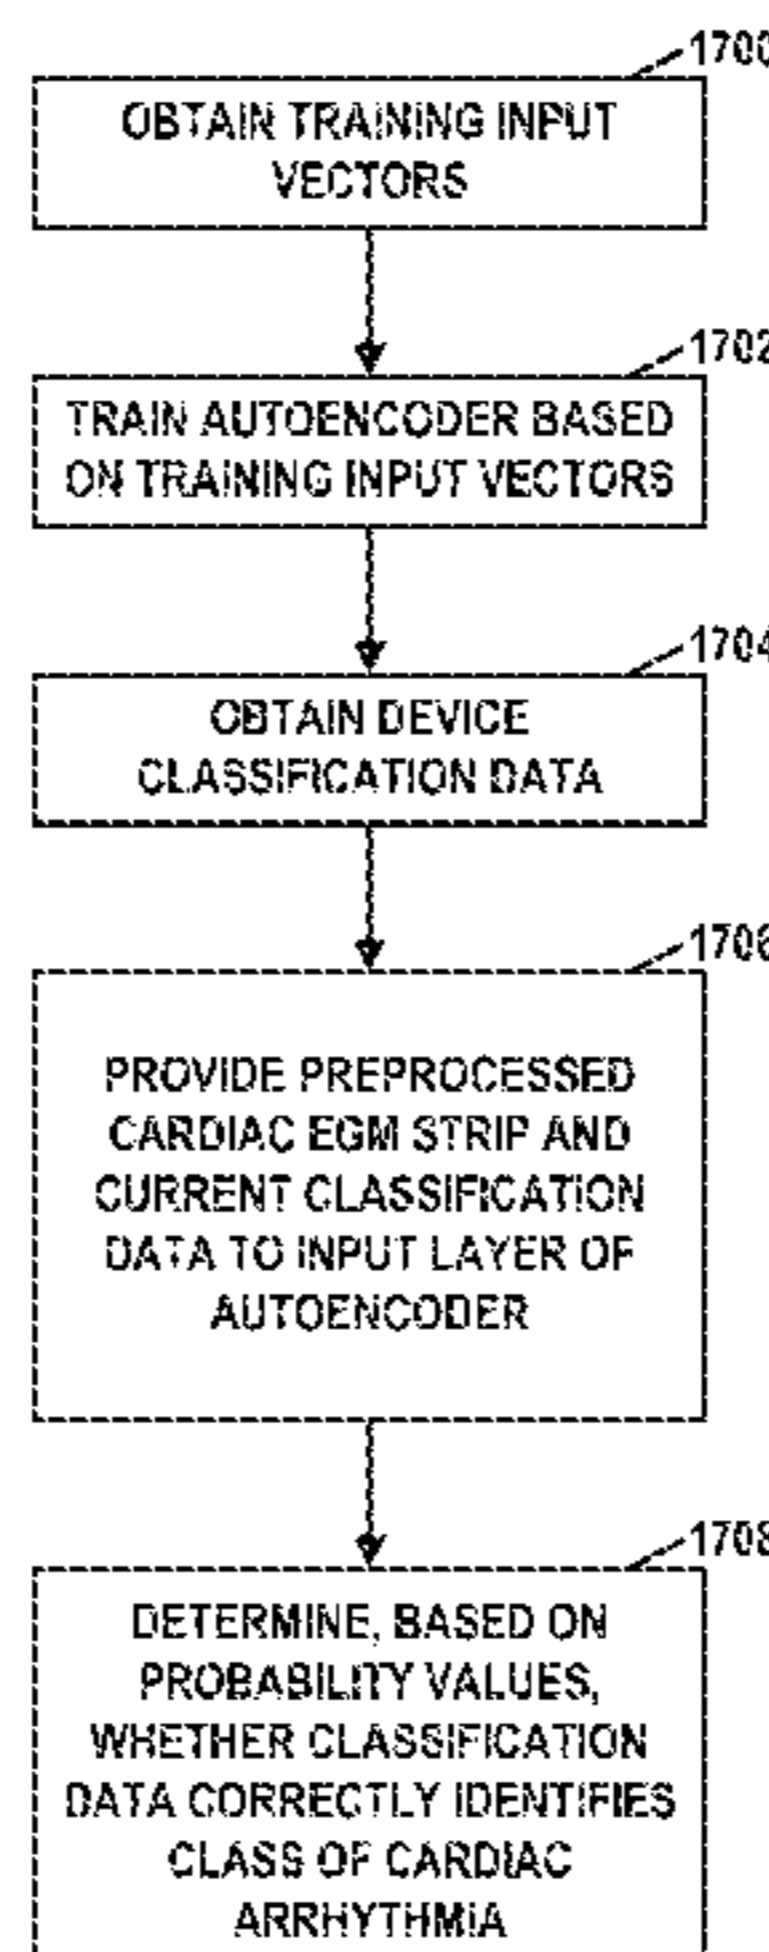 1700
OBTAIN TRAINING INPUT
VECTORS
1702
TRAIN AUTOENCODER BASED
ON TRAINING INPUT VECTORS
1704
OBTAIN DEVICE
CLASSIFICATION DATA
1706
PROVIDE PREPROCESSED
CARDIAC EGM STRIP AND
CURRENT CLASSIFICATION
DATA TO INPUT LAYER OF
AUTOENCODER
1708
DETERMINE, BASED ON
PROBABILITY VALUES,
WHETHER CLASSIFICATION
DATA CORRECTLY IDENTIFIES
CLASS OF CARDIAC
ARRHYTHMIA